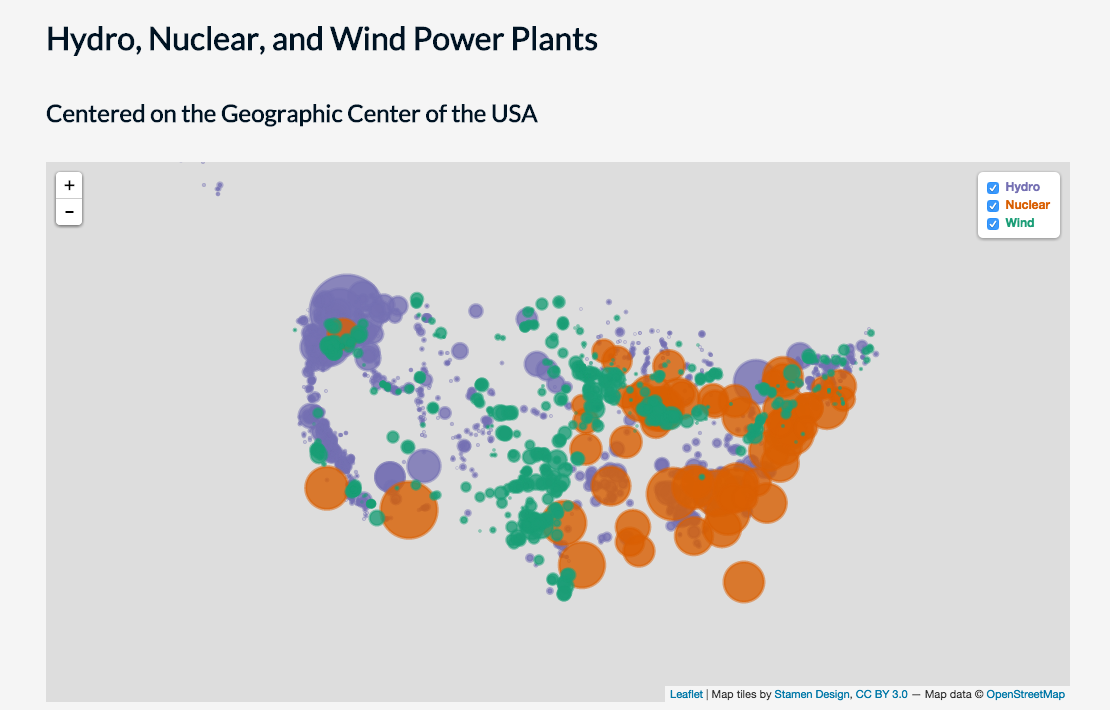 Hydro, Nuclear, and Wind Power Plants
Centered on the Geographic Center of the USA
+
−
Hydro
Nuclear
Wind
Leaflet | Map tiles by Stamen Design, CC BY 3.0 — Map data © OpenStreetMap